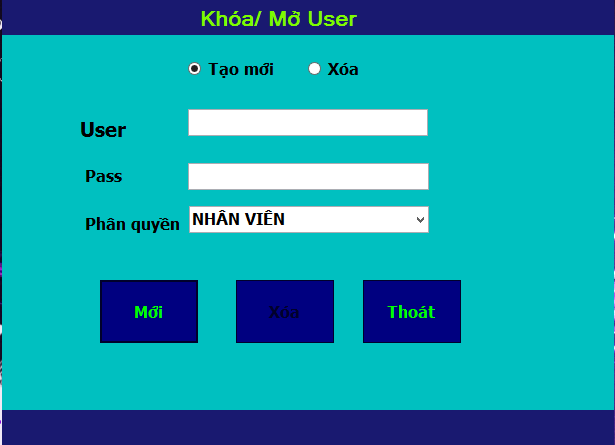 Khóa/ Mở User
Tạo mới Xóa
User
Pass
Phân quyền NHÂN VIÊN
Mới Xóa Thoát